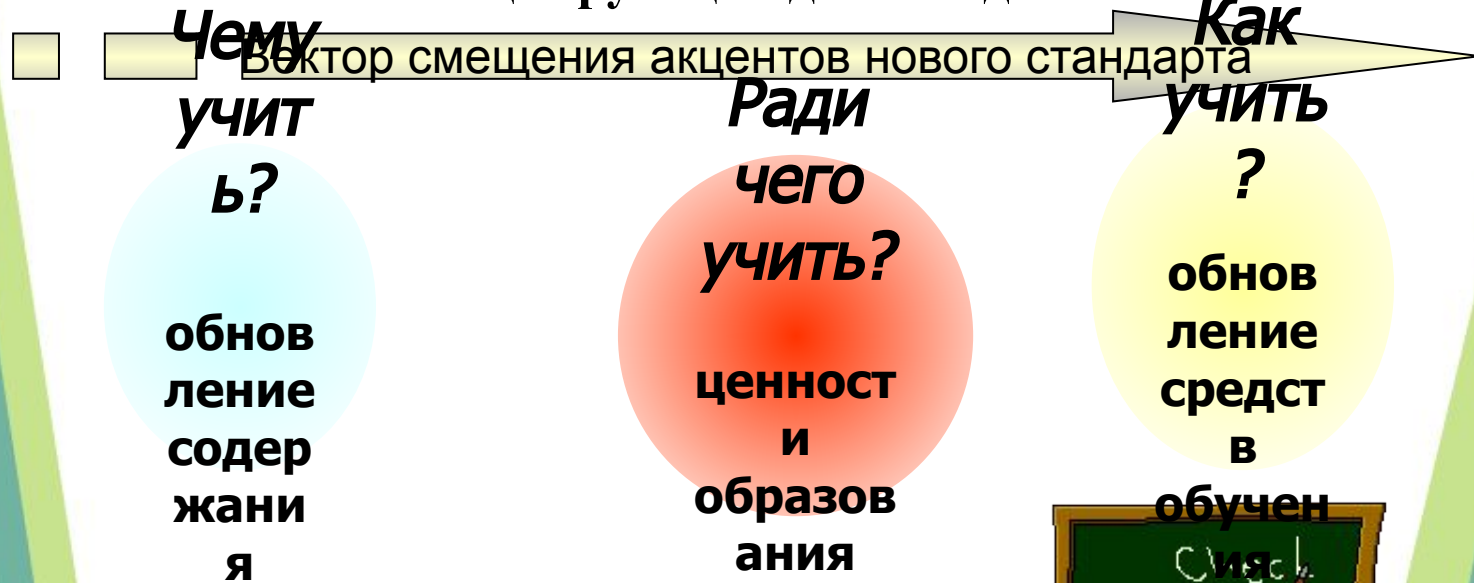 Вектор смещения акцентов нового стандарта
Чему
учит
ь?
обнов
ление
содер
жани
я
Ради
чего
учить?
ценност
и
образов
ания
Как
учить
?
обнов
ление
средст
в
обучен
ия